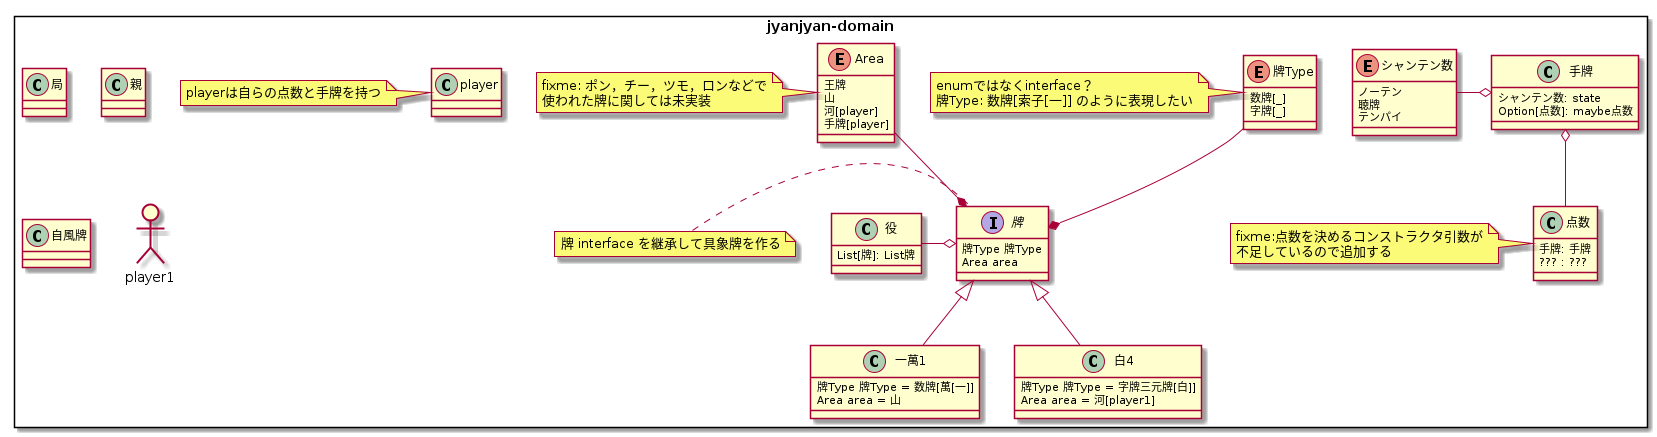 jyanjyan-domain
C 局
C 親
playerは自らの点数と手牌を持つ
C player
fixme: ポン，チー，ツモ，ロンなどで
使われた牌に関しては未実装
E Area
王牌
山
河[player]
手牌[player]
enumではなくinterface？
牌Type: 数牌[索子[一]] のように表現したい
E 牌Type
数牌[_]
字牌[_]
E シャンテン数
ノーテン
聴牌
テンパイ
C 手牌
シャンテン数: state
Option[点数]: maybe点数
C 自風牌
player1
牌 interface を継承して具象牌を作る
C 役
List[牌]: List牌
I 牌
牌Type 牌Type
Area area
fixme:点数を決めるコンストラクタ引数が
不足しているので追加する
C 点数
手牌: 手牌
??? : ???
C 一萬1
牌Type 牌Type = 数牌[萬[一]]
Area area = 山
C 白4
牌Type 牌Type = 字牌三元牌[白]]
Area area = 河[player1]